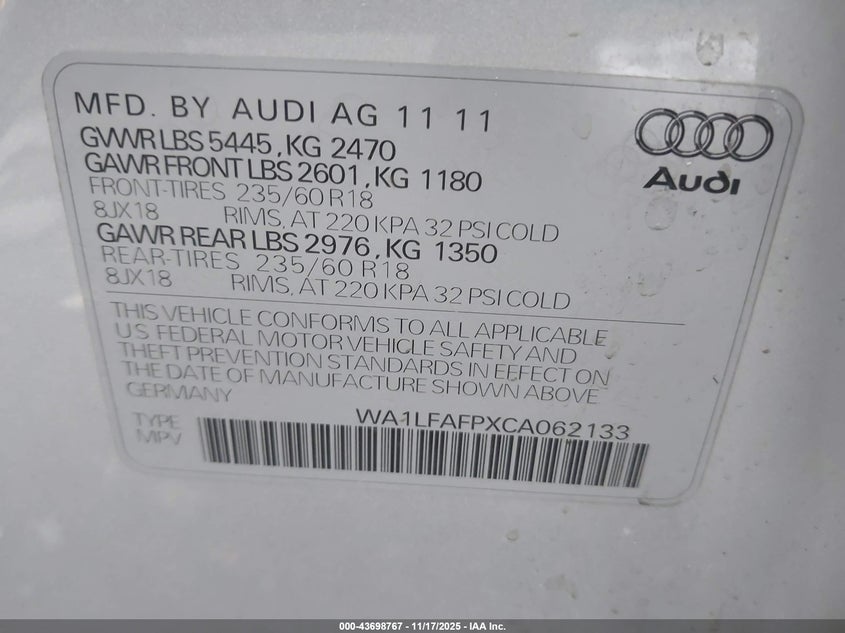 MFD. BY AUDI AG 11 11
GVWR LBS 5445, KG 2470
GAWR FRONT LBS 2601, KG 1180
FRONT-TIRES 235/60 R18
8JX18 RIMS, AT 220 KPA 32 PSI COLD
GAWR REAR LBS 2976, KG 1350
REAR-TIRES 235/60 R18
8JX18 RIMS, AT 220 KPA 32 PSI COLD
Audi
THIS VEHICLE CONFORMS TO ALL APPLICABLE
U S FEDERAL MOTOR VEHICLE SAFETY AND
THEFT PREVENTION STANDARDS IN EFFECT ON
THE DATE OF MANUFACTURE SHOWN ABOVE
GERMANY
TYPE WA1LFAFPXCA062133
MPV
000-43698767 - 11/17/2025 - IAA Inc.